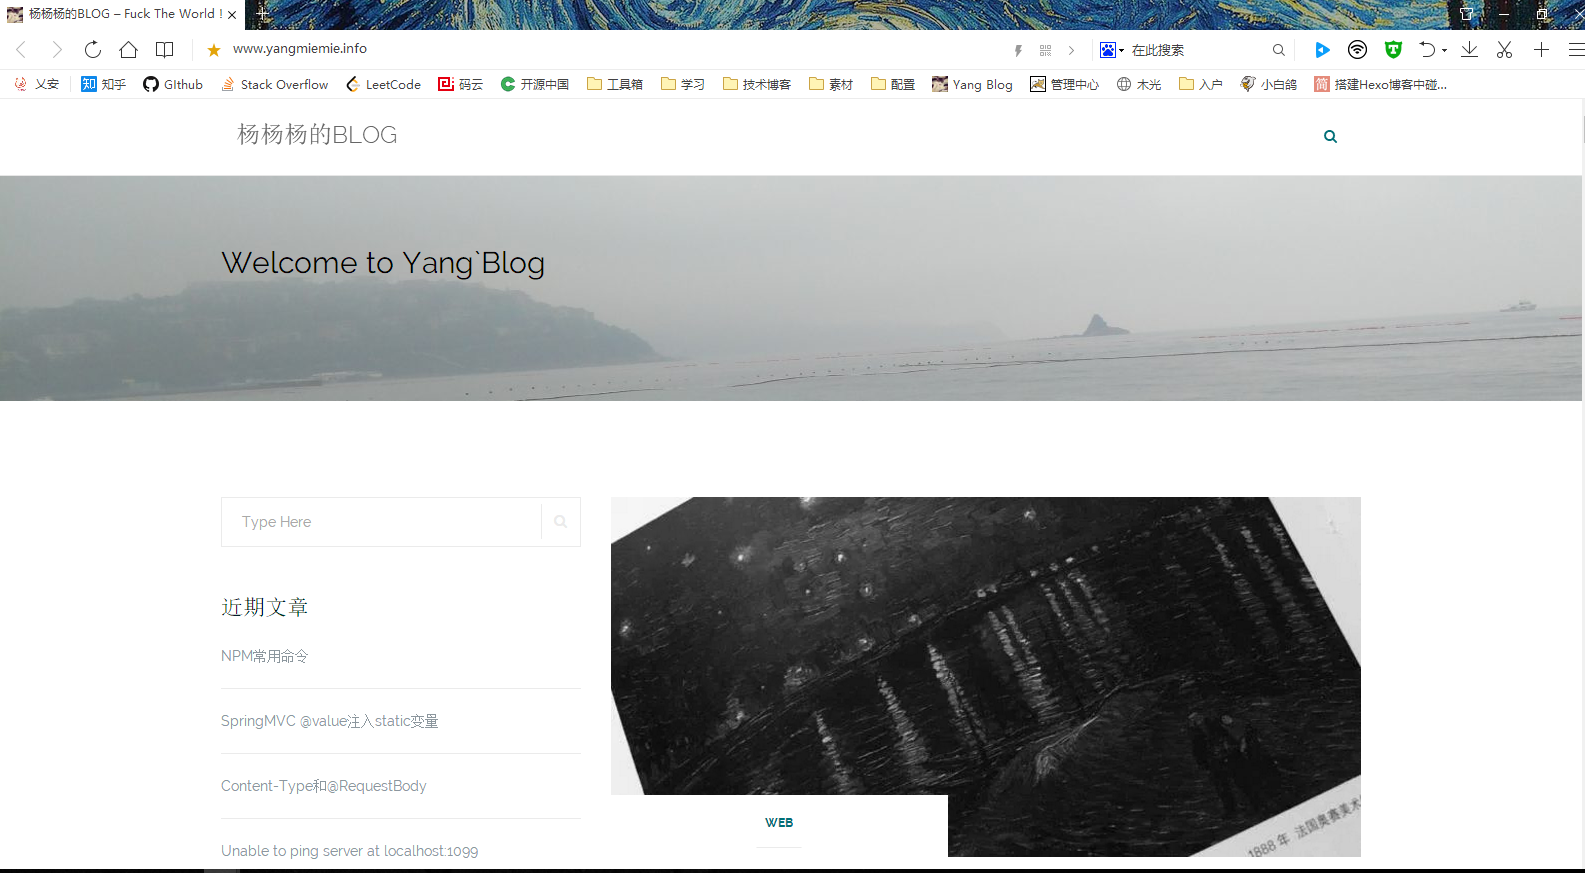 杨杨杨的BLOG – Fuck The World !
www.yangmiemie.info
在此搜索
乂安
知乎
GIthub
Stack Overflow
LeetCode
码云
开源中国
工具箱
学习
技术博客
素材
配置
Yang Blog
管理中心
木光
入户
小白鸽
搭建Hexo博客中碰...
杨杨杨的BLOG
Welcome to Yang`Blog
Type Here
近期文章
NPM常用命令
SpringMVC @value注入static变量
Content-Type和@RequestBody
Unable to ping server at localhost:1099
WEB
1888 年 法国奥赛美术